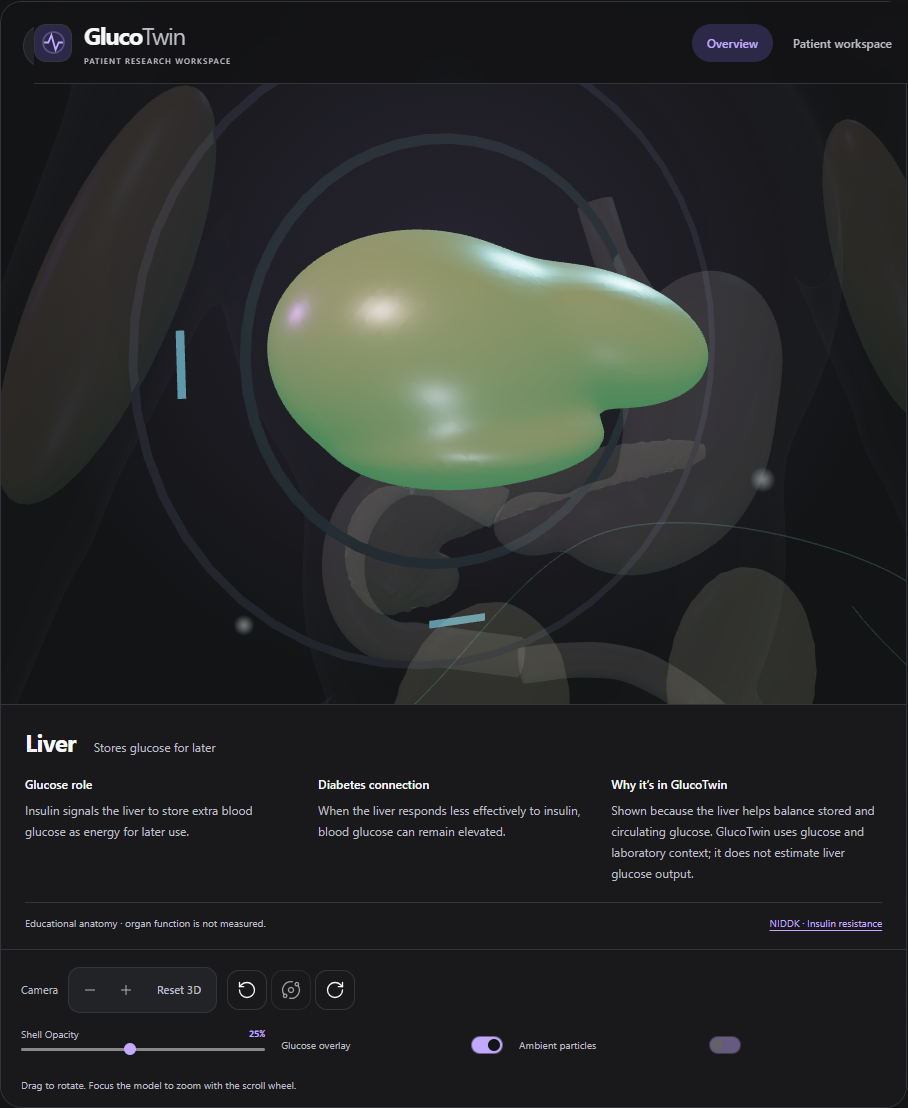 GlucoTwin
PATIENT RESEARCH WORKSPACE
Overview
Patient workspace
Liver
Stores glucose for later
Glucose role
Insulin signals the liver to store extra blood
glucose as energy for later use.
Diabetes connection
When the liver responds less effectively to insulin,
blood glucose can remain elevated.
Why it's in GlucoTwin
Shown because the liver helps balance stored and
circulating glucose. GlucoTwin uses glucose and
laboratory context; it does not estimate liver
glucose output.
Educational anatomy · organ function is not measured.
NIDDK · Insulin resistance
Camera
− + Reset 3D
Shell Opacity
25%
Glucose overlay
Ambient particles
Drag to rotate. Focus the model to zoom with the scroll wheel.